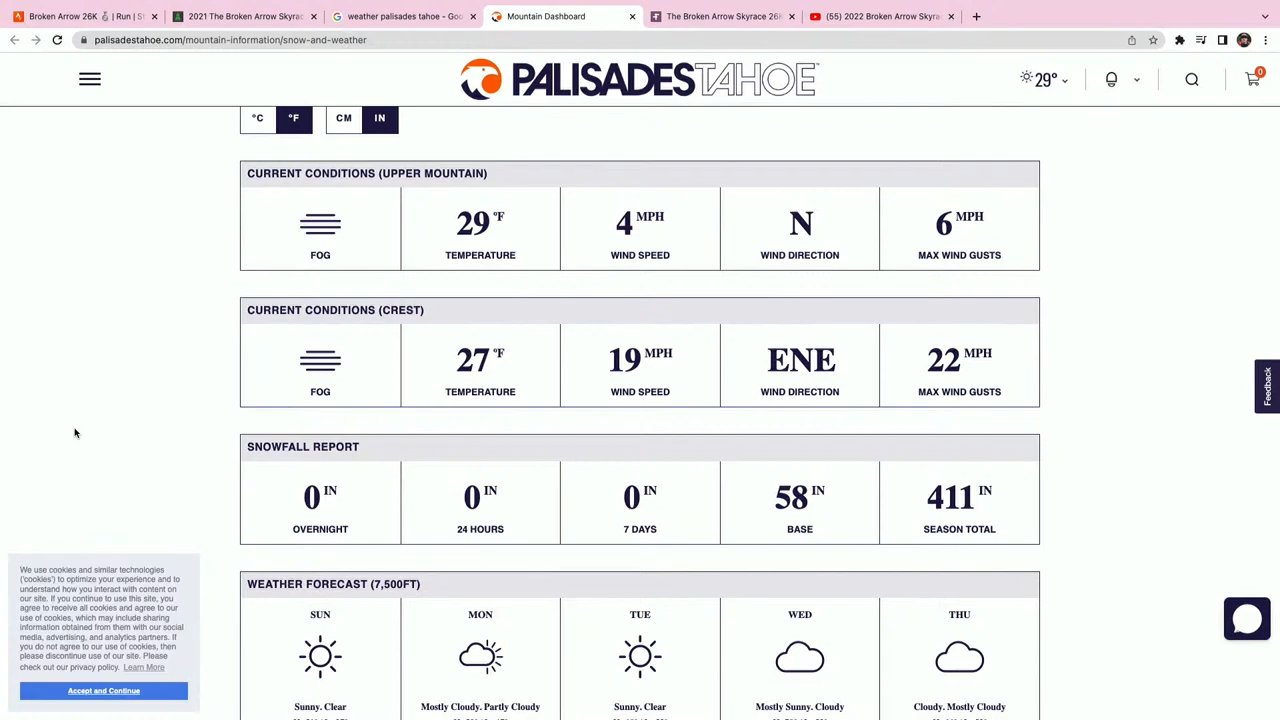 Broken Arrow 26K 🥈 | Run | St
2021 The Broken Arrow Skyrace
weather palisades tahoe - Goo
Mountain Dashboard
The Broken Arrow Skyrace 26K
(55) 2022 Broken Arrow Skyrac
palisadestahoe.com/mountain-information/snow-and-weather
PALISADESTAHOE
29°
0
°C °F CM IN
CURRENT CONDITIONS (UPPER MOUNTAIN)
29 °F 4 MPH N 6 MPH
FOG TEMPERATURE WIND SPEED WIND DIRECTION MAX WIND GUSTS
CURRENT CONDITIONS (CREST)
27 °F 19 MPH ENE 22 MPH
FOG TEMPERATURE WIND SPEED WIND DIRECTION MAX WIND GUSTS
Feedback
SNOWFALL REPORT
0 IN 0 IN 0 IN 58 IN 411 IN
OVERNIGHT 24 HOURS 7 DAYS BASE SEASON TOTAL
WEATHER FORECAST (7,500FT)
SUN MON TUE WED THU
Sunny. Clear Mostly Cloudy. Partly Cloudy Sunny. Clear Mostly Sunny. Cloudy Cloudy. Mostly Cloudy
We use cookies and similar technologies
('cookies') to optimize your experience and to
understand how you interact with content on
our site. If you continue to use this site, you
agree to receive all cookies and agree to our
use of cookies, which may include sharing
information obtained from them with our social
media, advertising, and analytics partners. If
you do not agree to our use of cookies, then
please discontinue use of our site. Please
check out our privacy policy. Learn More
Accept and Continue